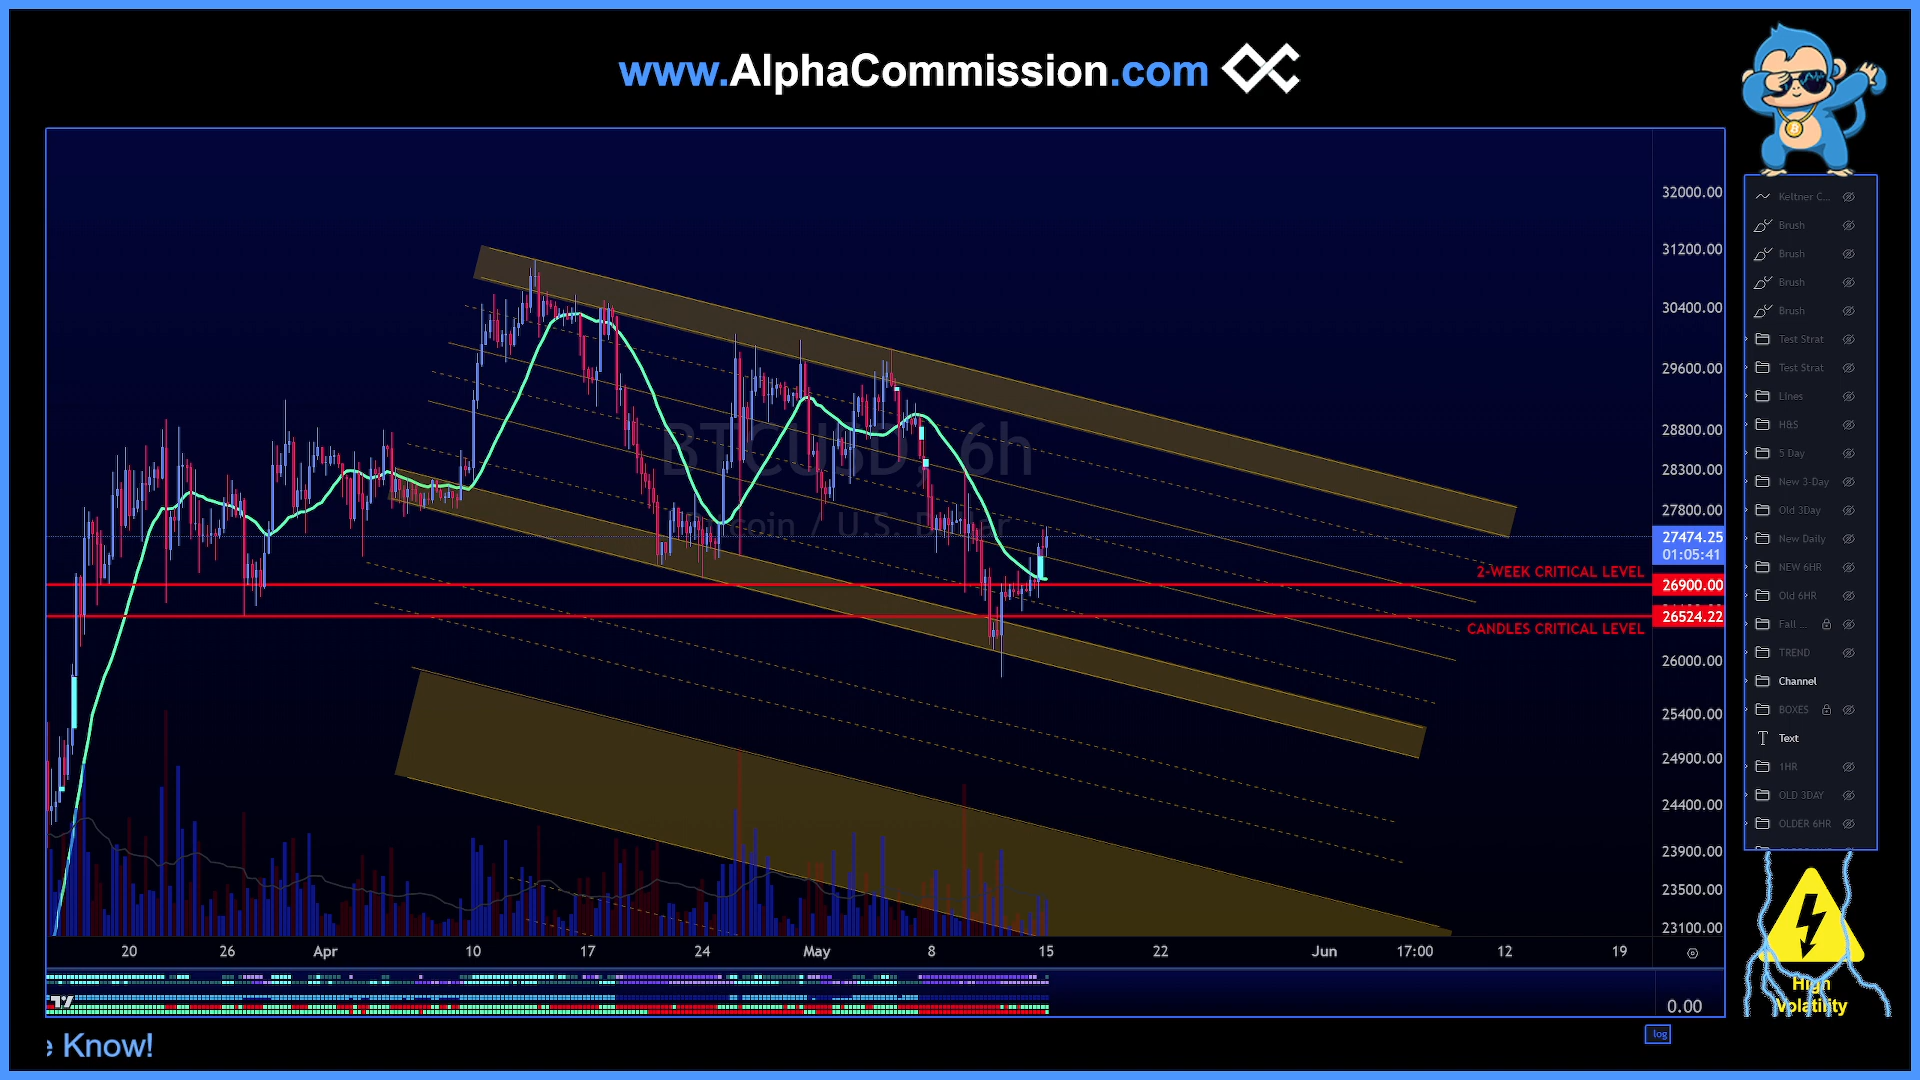 www.AlphaCommission.com
BTCUSD, 6h
Bitcoin / U.S. Dollar
32000.00
31200.00
30400.00
29600.00
28800.00
28300.00
27800.00
27474.25
01:05:41
2-WEEK CRITICAL LEVEL
26900.00
26524.22
CANDLES CRITICAL LEVEL
26000.00
25400.00
24900.00
24400.00
23900.00
23500.00
23100.00
20 26 Apr 10 17 24 May 8 15 22 Jun 17:00 12 19
0.00
log
Keltner C...
Brush
Brush
Brush
Brush
Test Strat
Test Strat
Lines
H&S
5 Day
New 3-Day
Old 3Day
New Daily
NEW 6HR
Old 6HR
Fall ...
TREND
Channel
BOXES
Text
1HR
OLD 3DAY
OLDER 6HR
High
Volatility
Know!